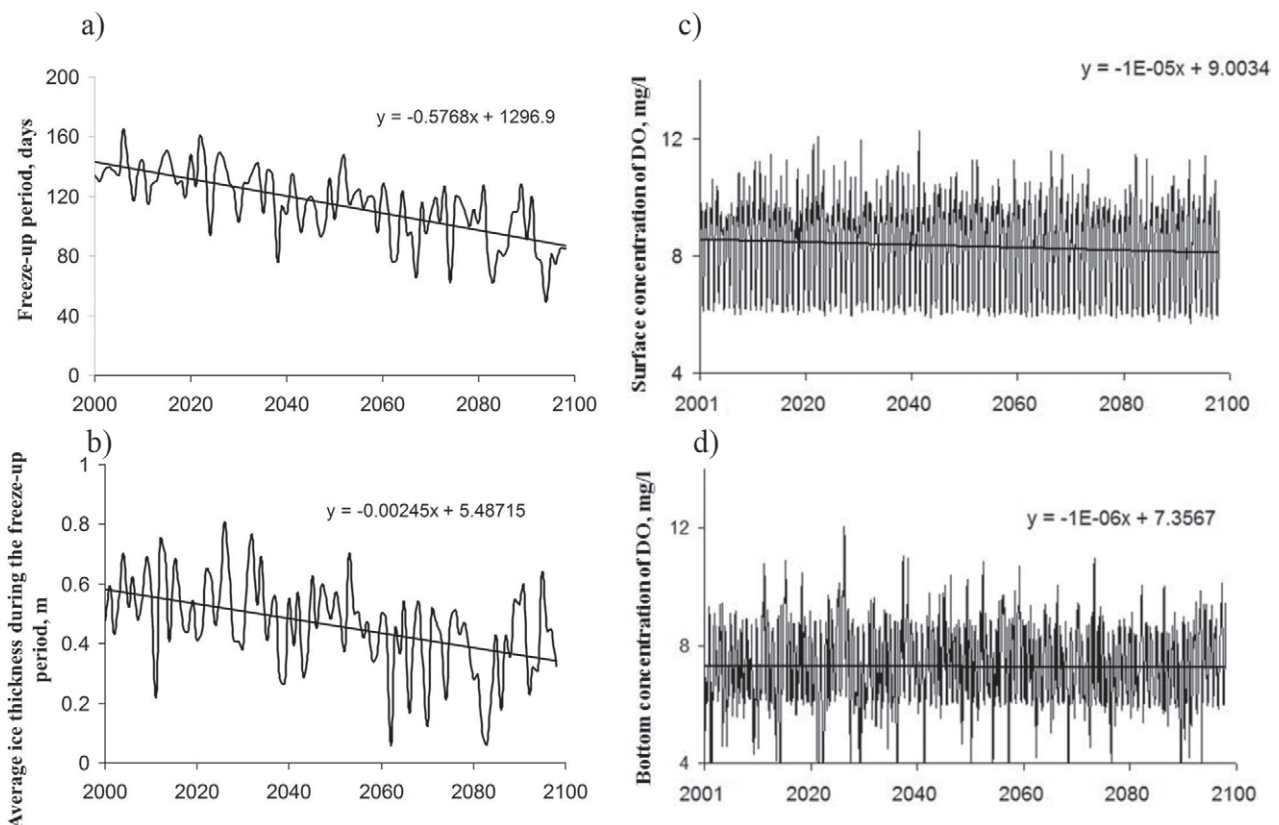 a)
Freeze-up period, days
200
160
120
80
40
0
y = -0.5768x + 1296.9
2000 2020 2040 2060 2080 2100
b)
Average ice thickness during the freeze-up
period, m
1
0.8
0.6
0.4
0.2
0
y = -0.00245x + 5.48715
2000 2020 2040 2060 2080 2100
c)
Surface concentration of DO, mg/l
y = -1E-05x + 9.0034
12
8
4
2001 2020 2040 2060 2080 2100
d)
Bottom concentration of DO, mg/l
y = -1E-06x + 7.3567
12
8
4
2001 2020 2040 2060 2080 2100